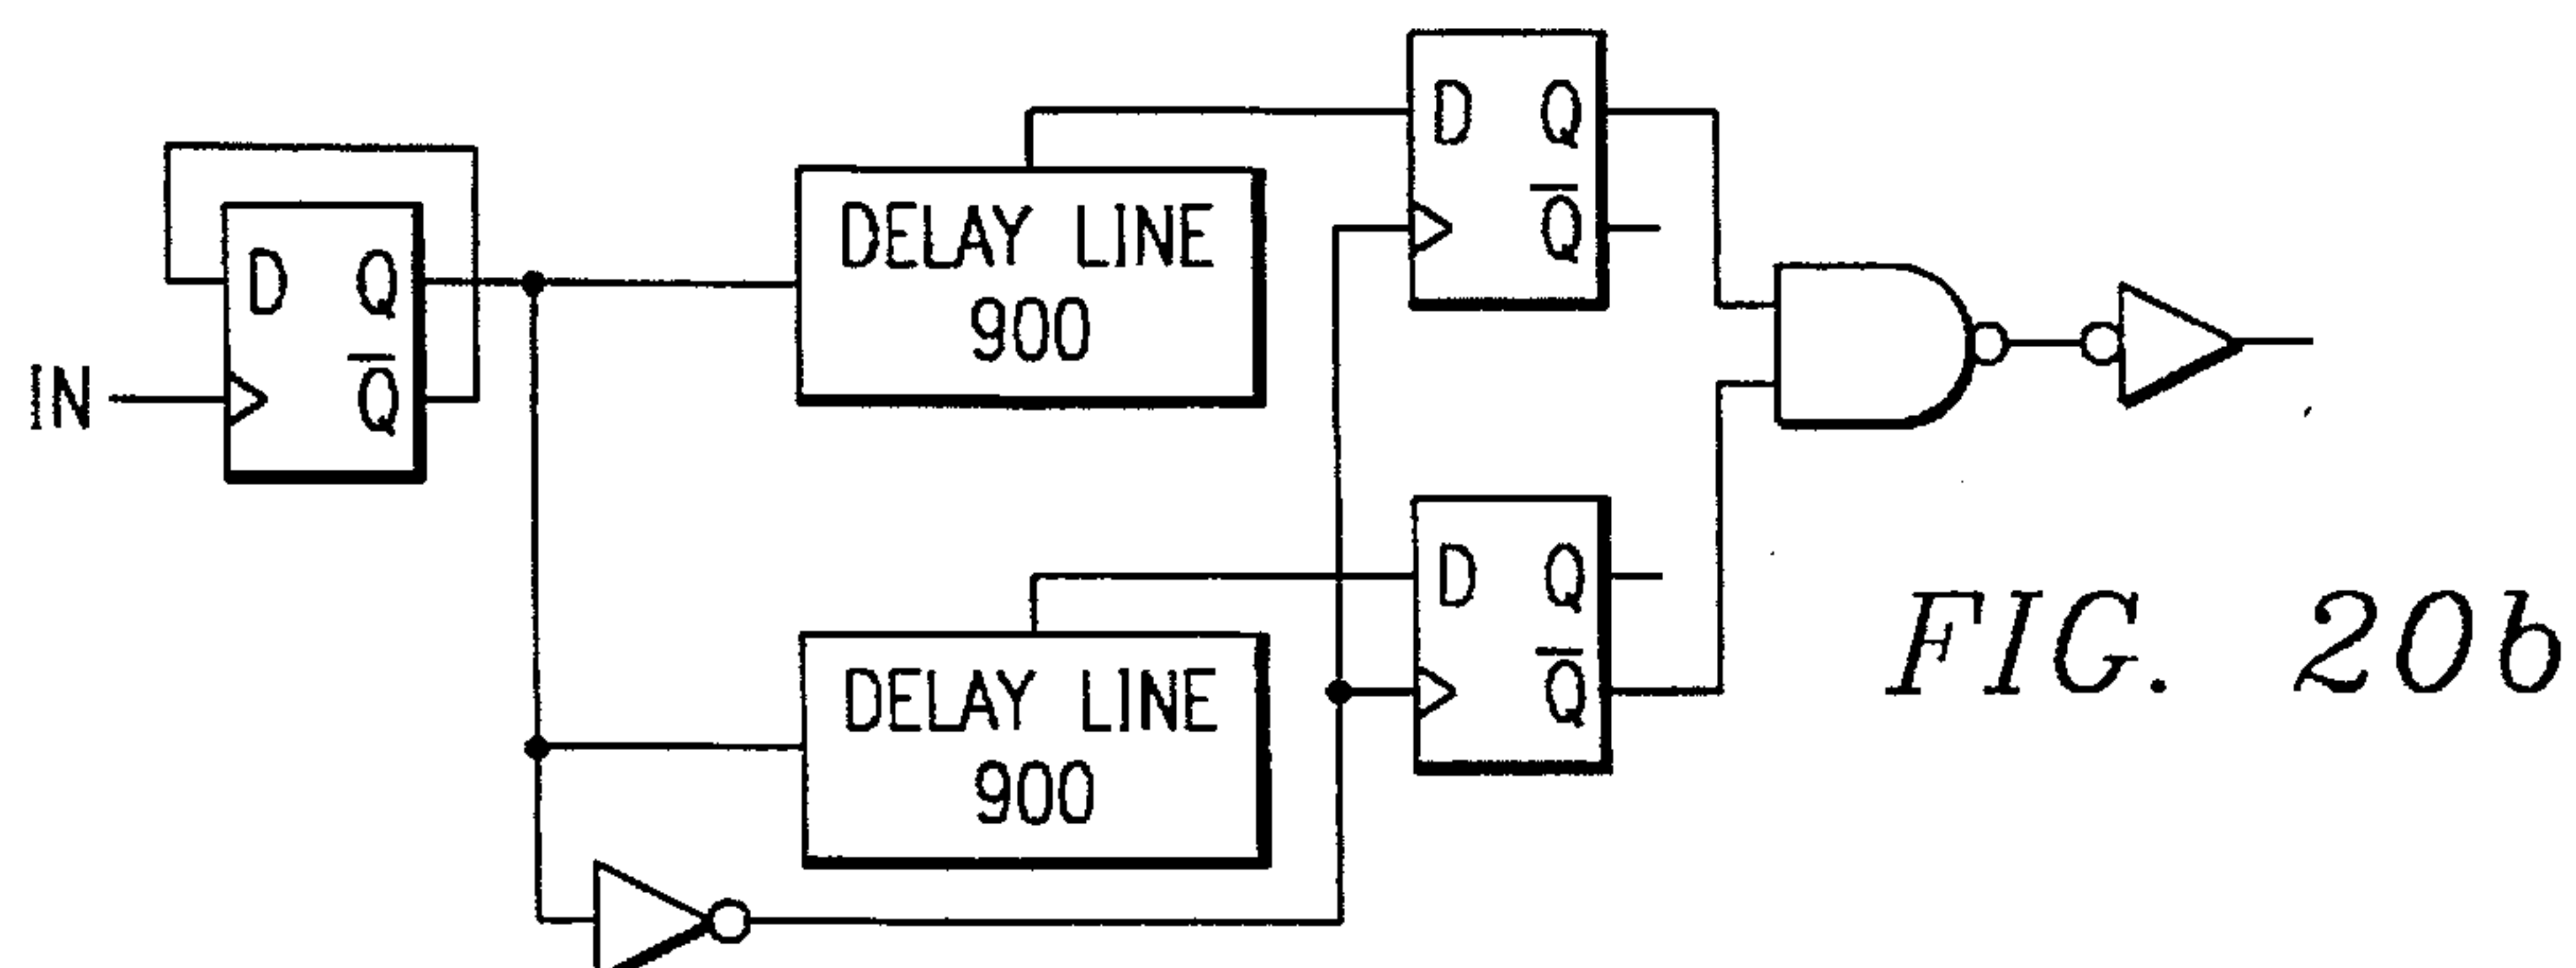 D Q
Q̅
DELAY LINE
900
D Q
Q̅
IN
D Q
Q̅
DELAY LINE
900
FIG. 20b